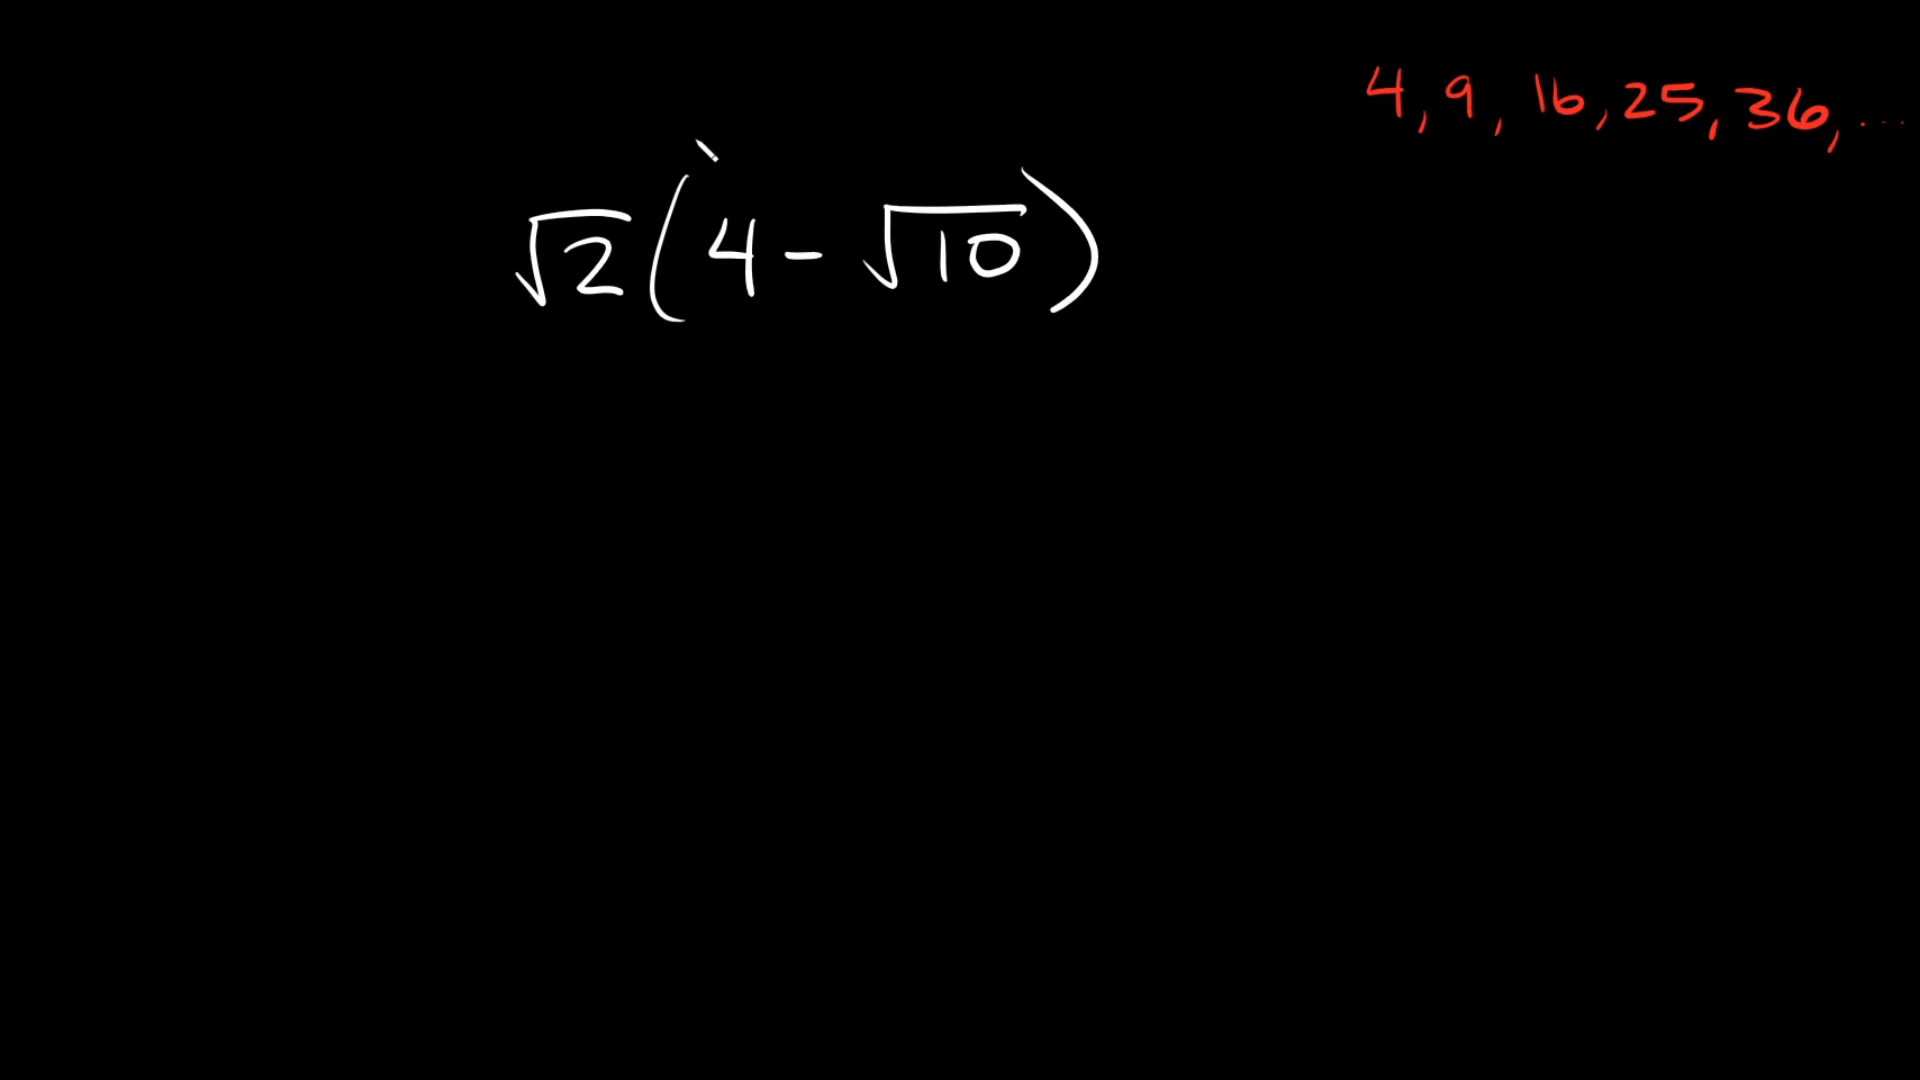 4, 9, 16, 25, 36, ...
√2(4 - √10)